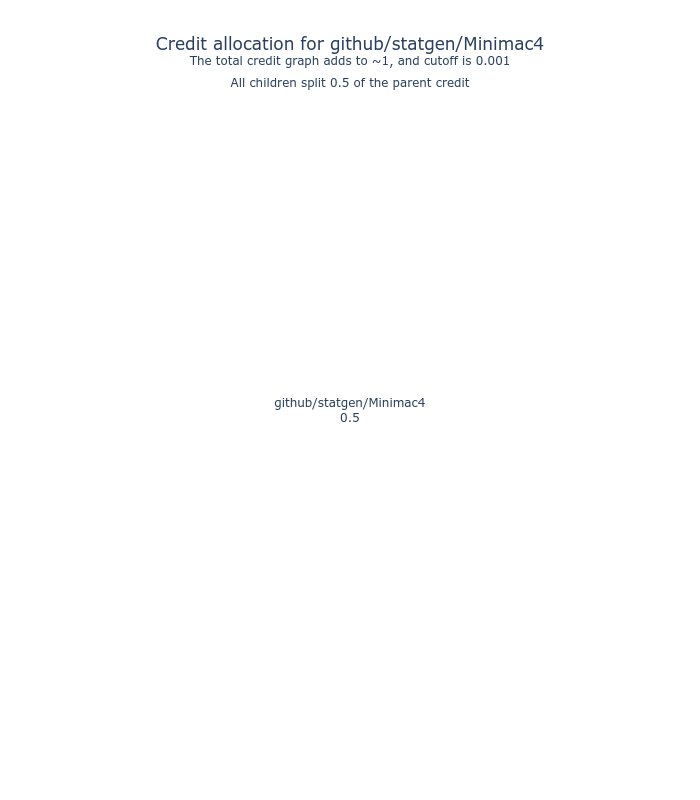 Credit allocation for github/statgen/Minimac4
The total credit graph adds to ~1, and cutoff is 0.001
All children split 0.5 of the parent credit
github/statgen/Minimac4
0.5